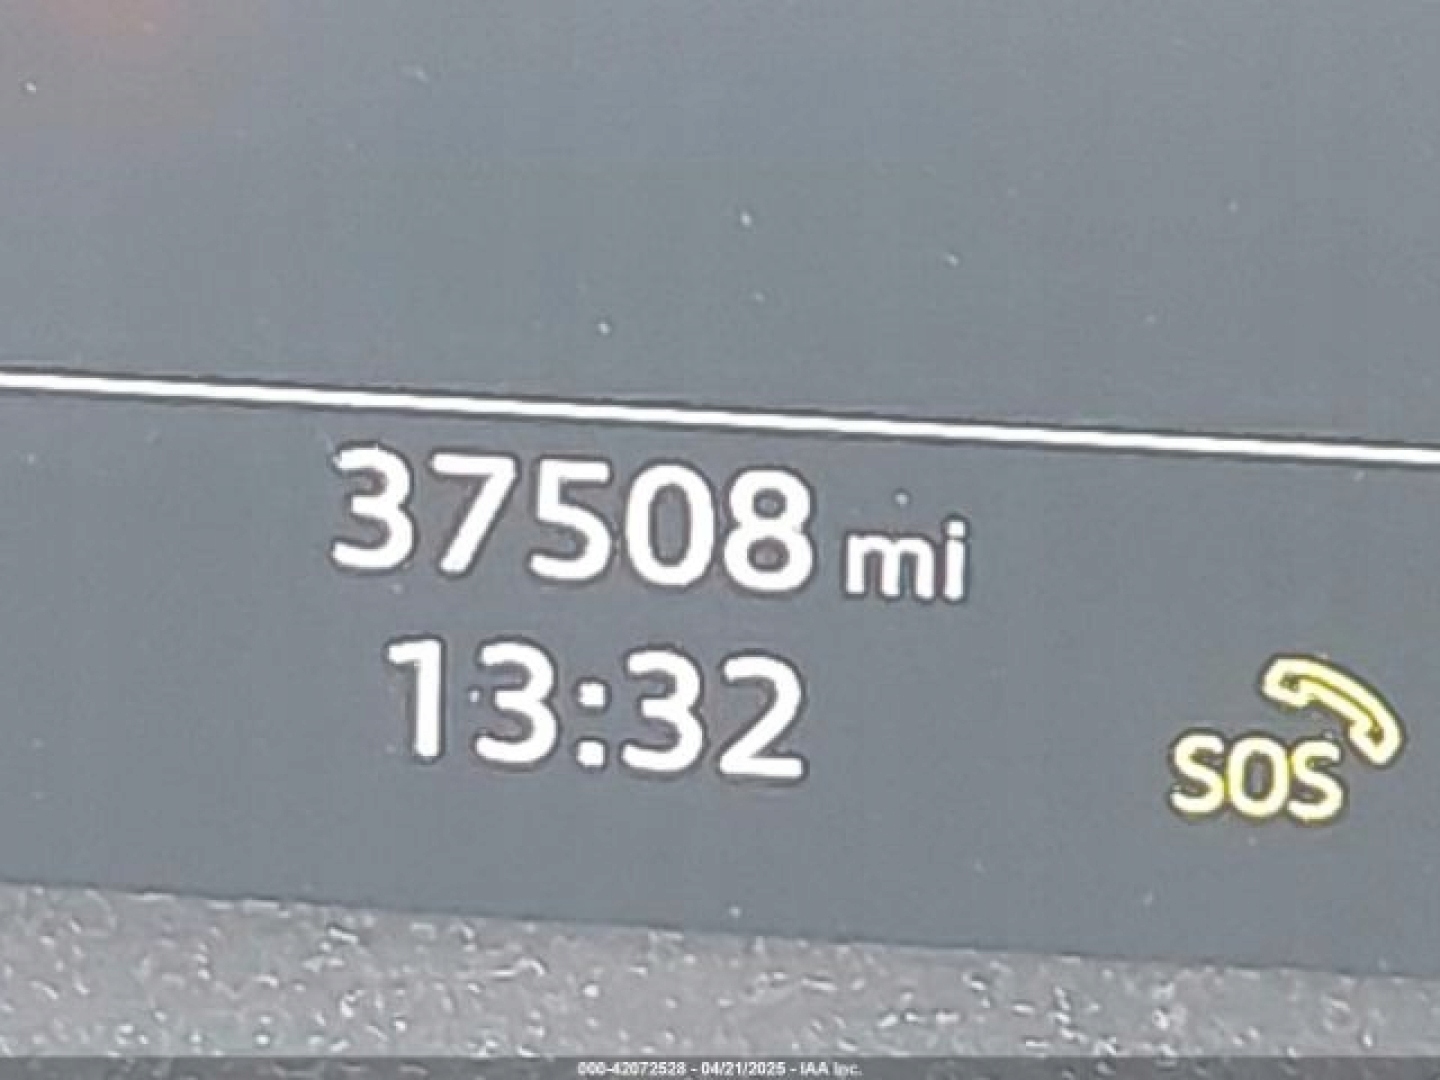 37508 mi
13:32
SOS
000-42072528 - 04/21/2025 - IAA Inc.